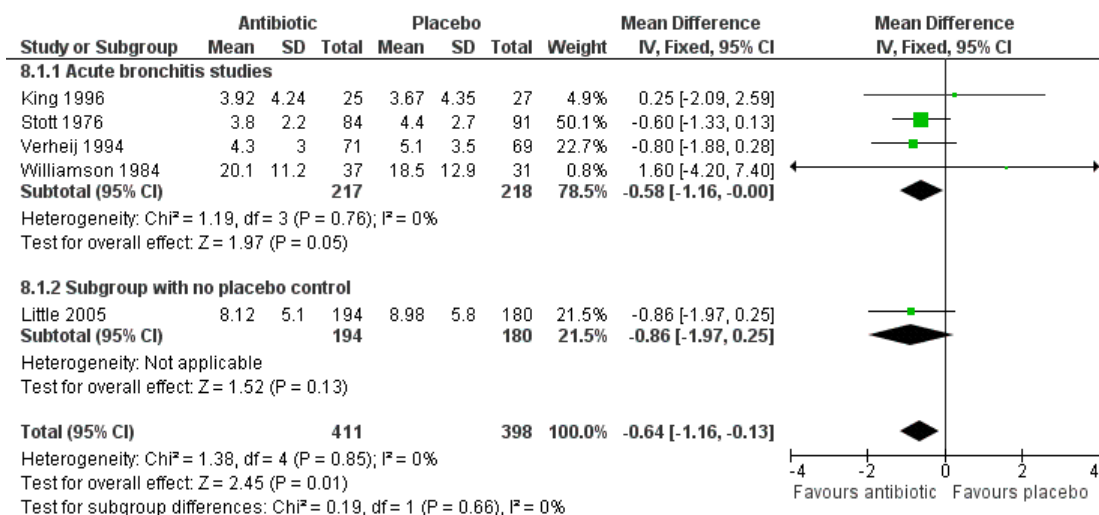 Antibiotic Placebo Mean Difference Mean Difference
Study or Subgroup Mean SD Total Mean SD Total Weight IV, Fixed, 95% CI IV, Fixed, 95% CI
8.1.1 Acute bronchitis studies
King 1996 3.92 4.24 25 3.67 4.35 27 4.9% 0.25 [-2.09, 2.59]
Stott 1976 3.8 2.2 84 4.4 2.7 91 50.1% -0.60 [-1.33, 0.13]
Verheij 1994 4.3 3 71 5.1 3.5 69 22.7% -0.80 [-1.88, 0.28]
Williamson 1984 20.1 11.2 37 18.5 12.9 31 0.8% 1.60 [-4.20, 7.40]
Subtotal (95% CI) 217 218 78.5% -0.58 [-1.16, -0.00]
Heterogeneity: Chi² = 1.19, df = 3 (P = 0.76); I² = 0%
Test for overall effect: Z = 1.97 (P = 0.05)
8.1.2 Subgroup with no placebo control
Little 2005 8.12 5.1 194 8.98 5.8 180 21.5% -0.86 [-1.97, 0.25]
Subtotal (95% CI) 194 180 21.5% -0.86 [-1.97, 0.25]
Heterogeneity: Not applicable
Test for overall effect: Z = 1.52 (P = 0.13)
Total (95% CI) 411 398 100.0% -0.64 [-1.16, -0.13]
Heterogeneity: Chi² = 1.38, df = 4 (P = 0.85); I² = 0%
Test for overall effect: Z = 2.45 (P = 0.01)
Test for subgroup differences: Chi² = 0.19, df = 1 (P = 0.66), I² = 0%
-4 -2 0 2 4
Favours antibiotic Favours placebo